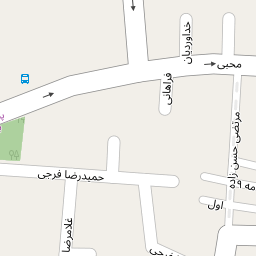 خداوردیان
محبی
فراهانی
مرتضی حسن زاده
حمیدرضا فرجی
اول
غلامرضا